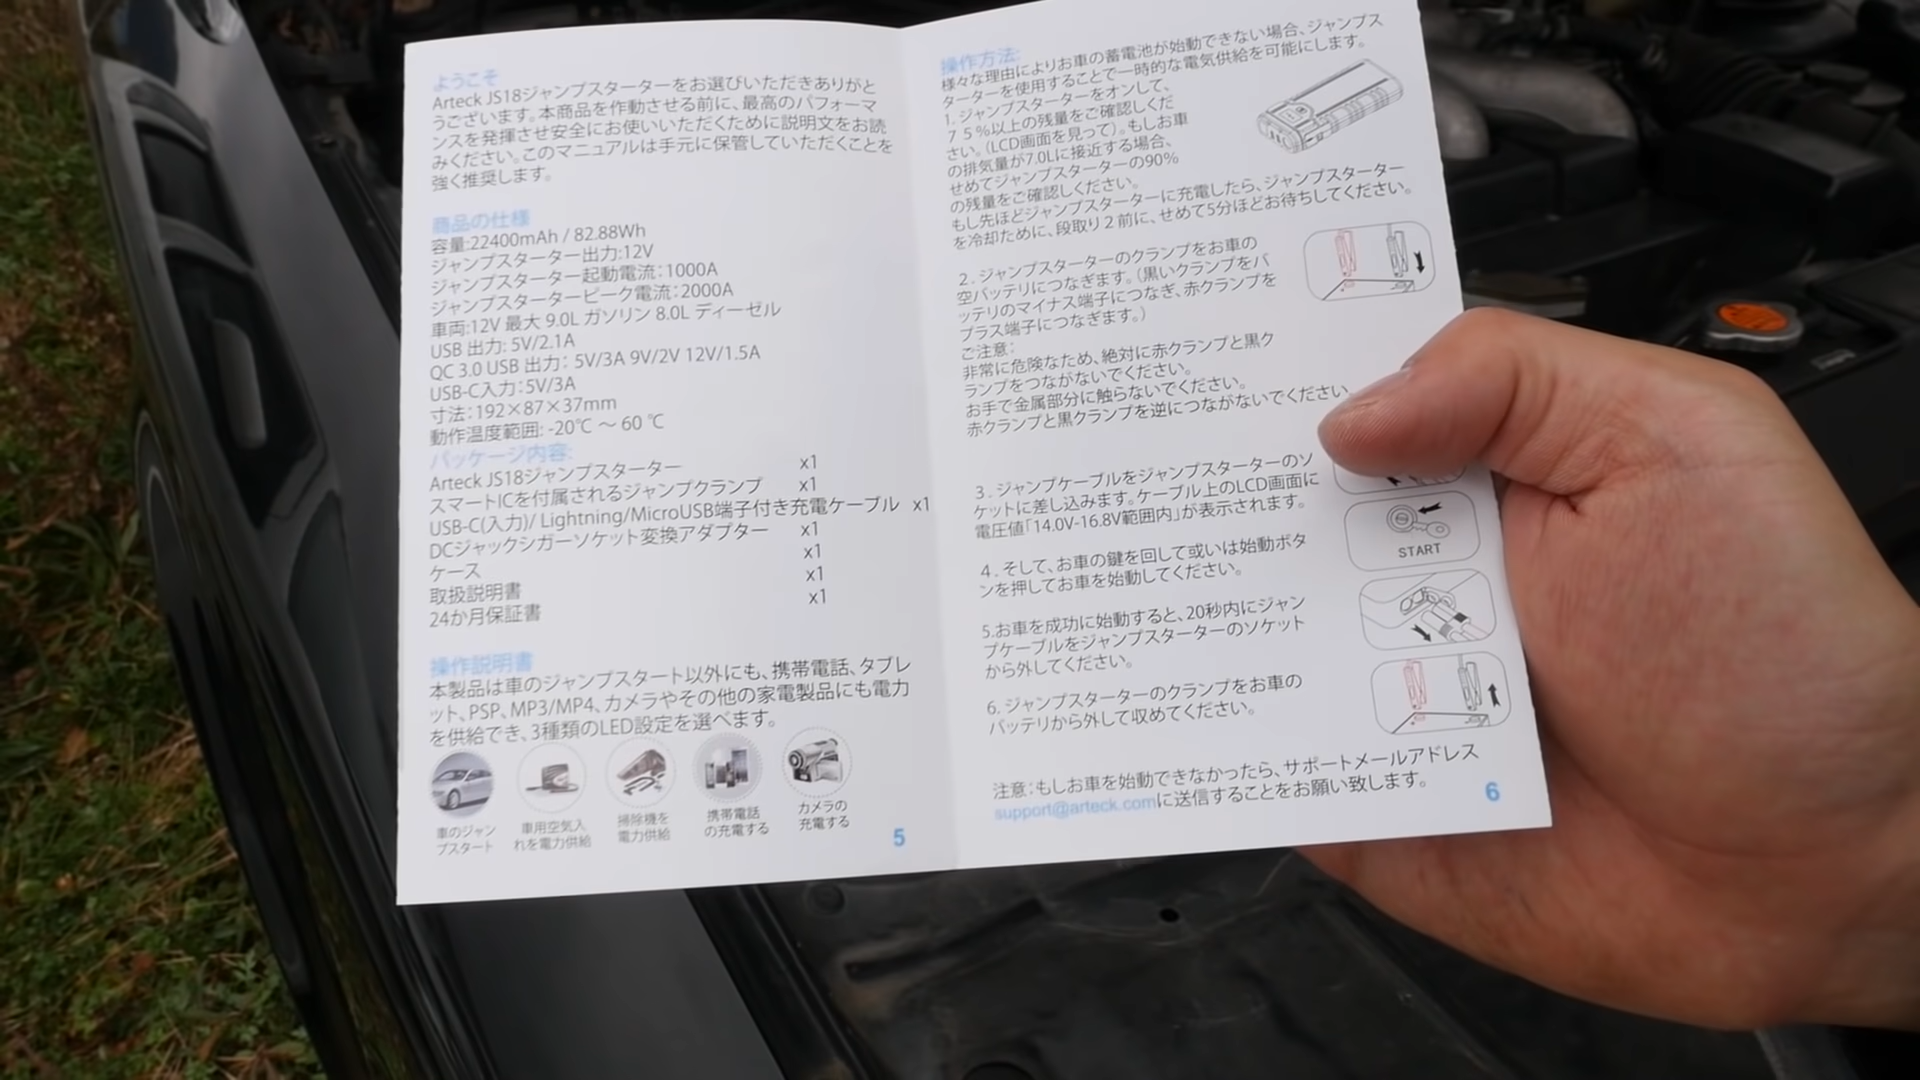 ようこそ
Arteck JS18ジャンプスターターをお選びいただきありがと
うございます。本商品を作動させる前に、最高のパフォーマ
ンスを発揮させ安全にお使いいただくために説明文をお読
みください。このマニュアルは手元に保管していただくことを
強く推奨します。
商品の仕様
容量:22400mAh / 82.88Wh
ジャンプスターター出力:12V
ジャンプスターター起動電流:1000A
ジャンプスターターピーク電流:2000A
車両:12V 最大 9.0L ガソリン 8.0L ディーゼル
USB 出力: 5V/2.1A
QC 3.0 USB 出力: 5V/3A 9V/2V 12V/1.5A
USB-C入力:5V/3A
寸法:192×87×37mm
動作温度範囲: -20℃ ～ 60 ℃
パッケージ内容:
Arteck JS18ジャンプスターター x1
スマートICを付属されるジャンプクランプ x1
USB-C(入力)/ Lightning/MicroUSB端子付き充電ケーブル x1
DCジャックシガーソケット変換アダプター x1
ケース x1
取扱説明書 x1
24か月保証書 x1
操作説明書
本製品は車のジャンプスタート以外にも、携帯電話、タブレ
ット、PSP、MP3/MP4、カメラやその他の家電製品にも電力
を供給でき、3種類のLED設定を選べます。
車のジャン
プスタート
車用空気入
れを電力供給
掃除機を
電力供給
携帯電話
の充電する
カメラの
充電する
5
操作方法:
様々な理由によりお車の蓄電池が始動できない場合、ジャンプス
ターターを使用することで一時的な電気供給を可能にします。
1. ジャンプスターターをオンして、
７５%以上の残量をご確認しくだ
さい。(LCD画面を見って)。もしお車
の排気量が7.0Lに接近する場合、
せめてジャンプスターターの90%
の残量をご確認しください。
もし先ほどジャンプスターターに充電したら、ジャンプスターター
を冷却ために、段取り２前に、せめて5分ほどお待ちしてください。
２. ジャンプスターターのクランプをお車の
空バッテリにつなぎます。(黒いクランプをバ
ッテリのマイナス端子につなぎ、赤クランプを
プラス端子につなぎます。)
ご注意:
非常に危険なため、絶対に赤クランプと黒ク
ランプをつながないでください。
お手で金属部分に触らないでください。
赤クランプと黒クランプを逆につながないでください。
３. ジャンプケーブルをジャンプスターターのソ
ケットに差し込みます。ケーブル上のLCD画面に
電圧値「14.0V-16.8V範囲内」が表示されます。
４. そして、お車の鍵を回して或いは始動ボタ
ンを押してお車を始動してください。
START
5.お車を成功に始動すると、20秒内にジャン
プケーブルをジャンプスターターのソケット
から外してください。
6. ジャンプスターターのクランプをお車の
バッテリから外して収めてください。
注意:もしお車を始動できなかったら、サポートメールアドレス
support@arteck.comに送信することをお願い致します。
6